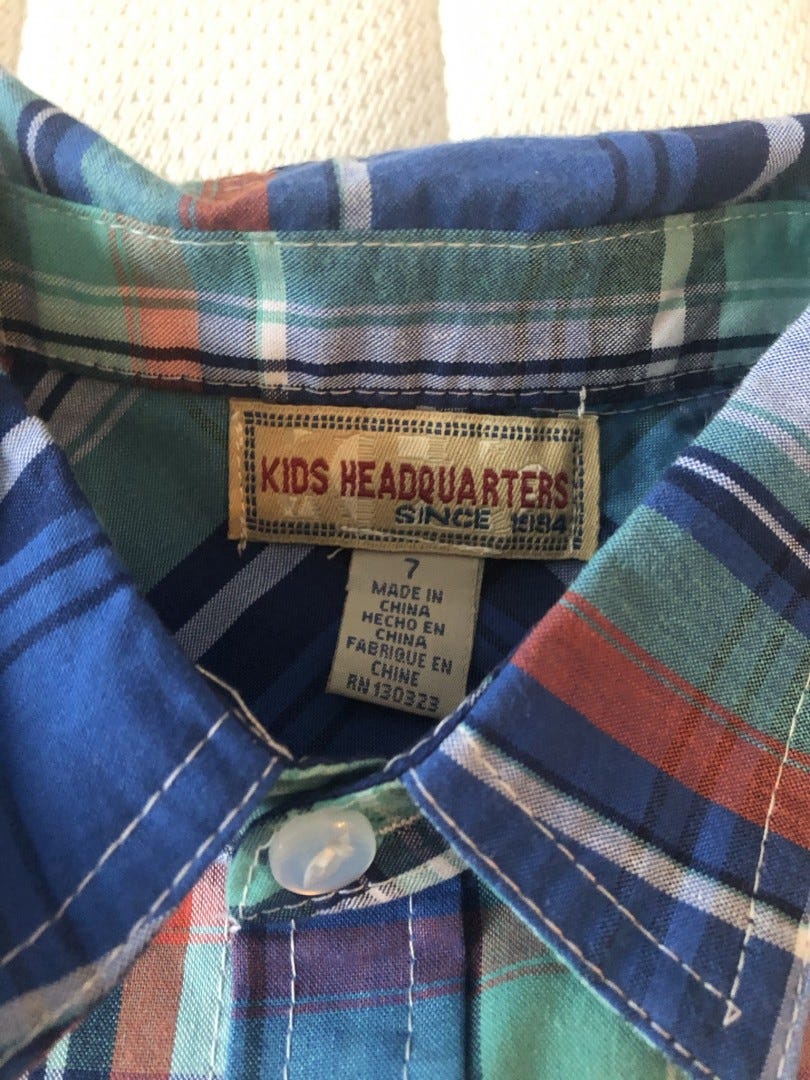 KIDS HEADQUARTERS
SINCE 1984
7
MADE IN
CHINA
HECHO EN
CHINA
FABRIQUE EN
CHINE
RN 130323